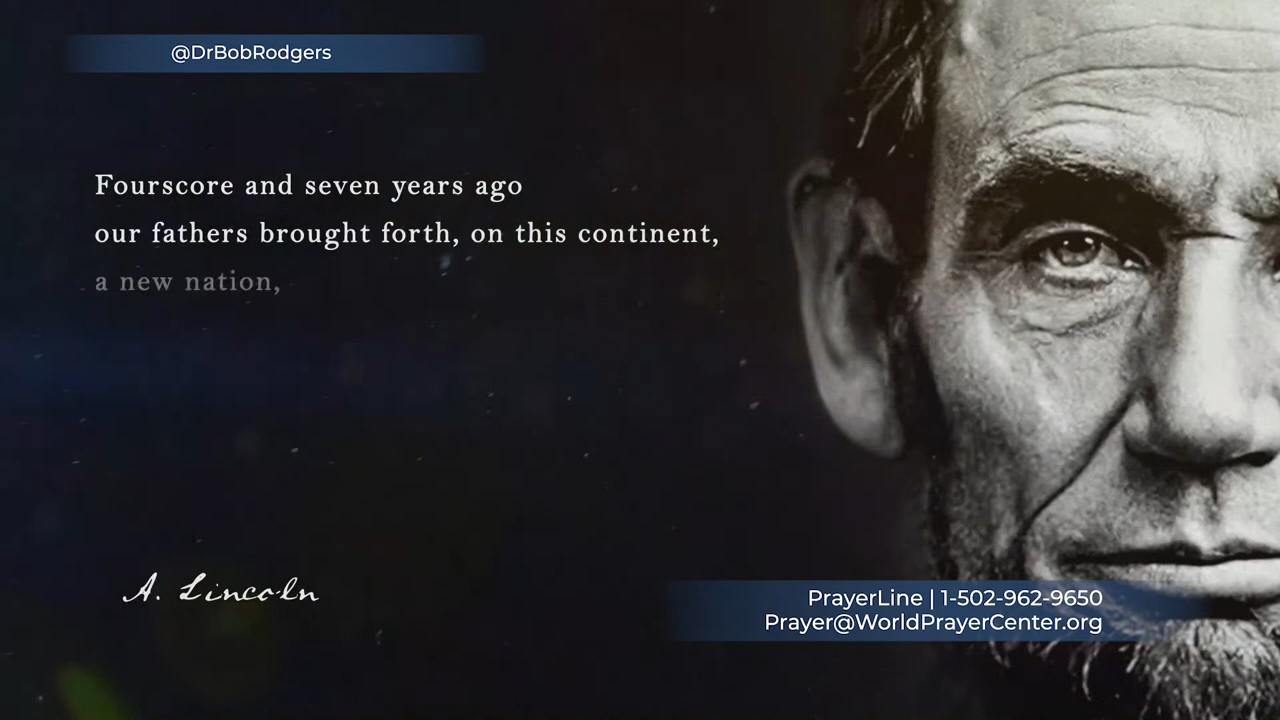 @DrBobRodgers
Fourscore and seven years ago
our fathers brought forth, on this continent,
a new nation,
A. Lincoln
PrayerLine | 1-502-962-9650
Prayer@WorldPrayerCenter.org